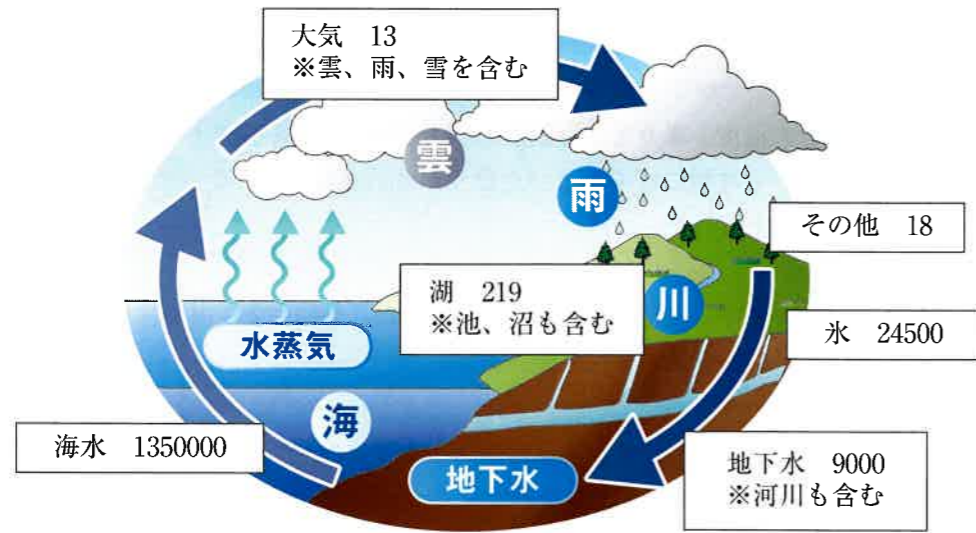 大気 13
※雲、雨、雪を含む
雲
雨
その他 18
湖 219
※池、沼も含む
川
氷 24500
水蒸気
海
海水 1350000
地下水
地下水 9000
※河川も含む